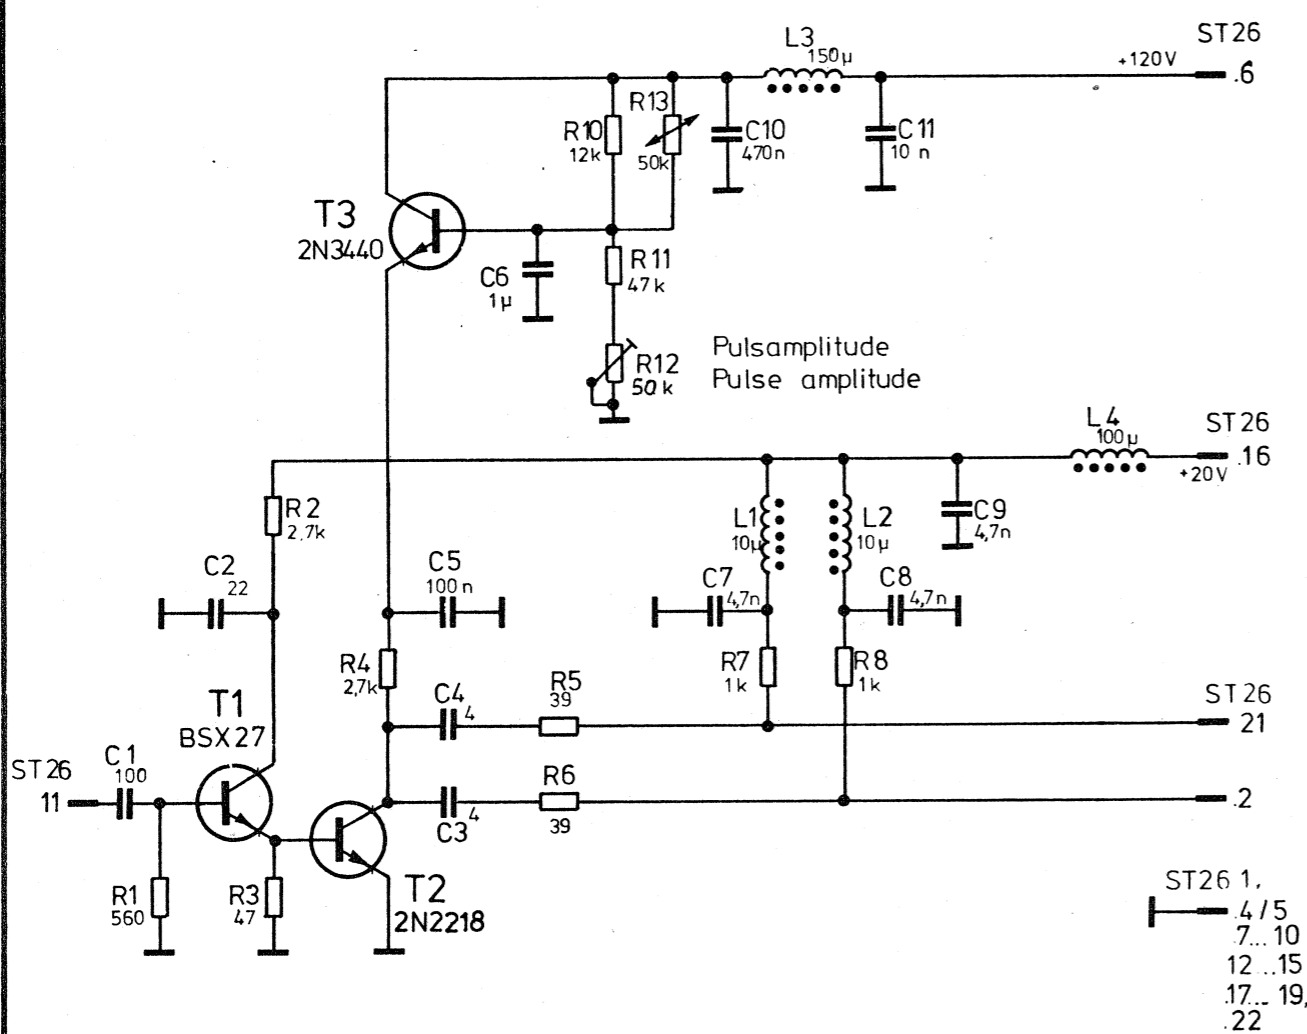 L3
150µ
ST26
+120V
.6
R10
12k
R13
50k
C10
470n
C11
10 n
T3
2N3440
C6
1µ
R11
47 k
R12
50 k
Pulsamplitude
Pulse amplitude
L4
100µ
ST26
.16
+20V
R2
2,7k
C2
22
C5
100n
L1
10µ
L2
10µ
C9
4,7n
C7
4,7n
C8
4,7n
R4
2,7k
R7
1k
R8
1k
T1
BSX27
C4
4
R5
39
ST26
21
ST26
11
C1
100
C3
4
R6
39
.2
R1
560
R3
47
T2
2N2218
ST26 1,
.4/5
.7...10
12...15
.17...19,
.22